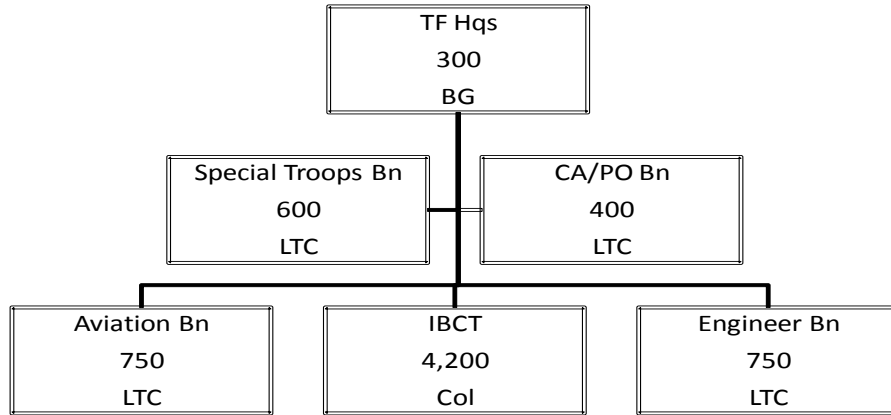 TF Hqs
300
BG
Special Troops Bn
600
LTC
CA/PO Bn
400
LTC
Aviation Bn
750
LTC
IBCT
4,200
Col
Engineer Bn
750
LTC